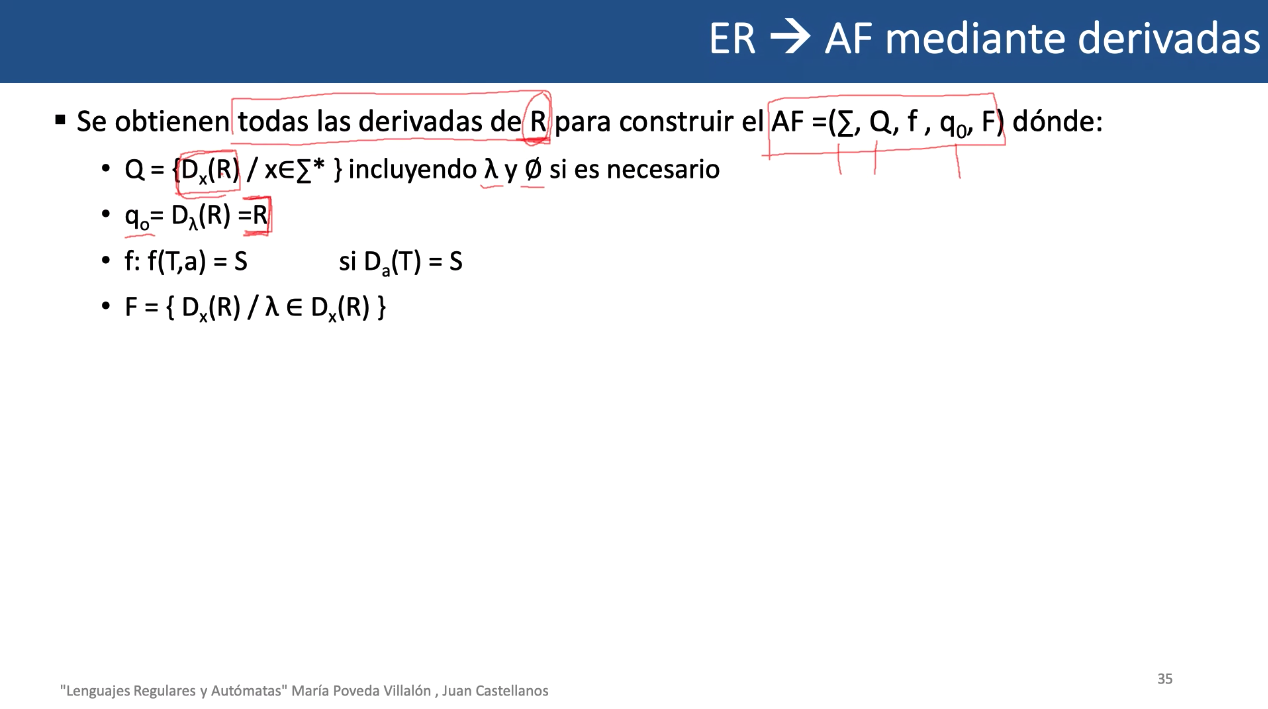 ER ➔ AF mediante derivadas
▪ Se obtienen todas las derivadas de R para construir el AF =(∑, Q, f , q₀, F) dónde:
• Q = {Dₓ(R) / x∈∑* } incluyendo λ y Ø si es necesario
• qₒ= D_λ(R) =R
• f: f(T,a) = S si Dₐ(T) = S
• F = { Dₓ(R) / λ ∈ Dₓ(R) }
"Lenguajes Regulares y Autómatas" María Poveda Villalón , Juan Castellanos
35